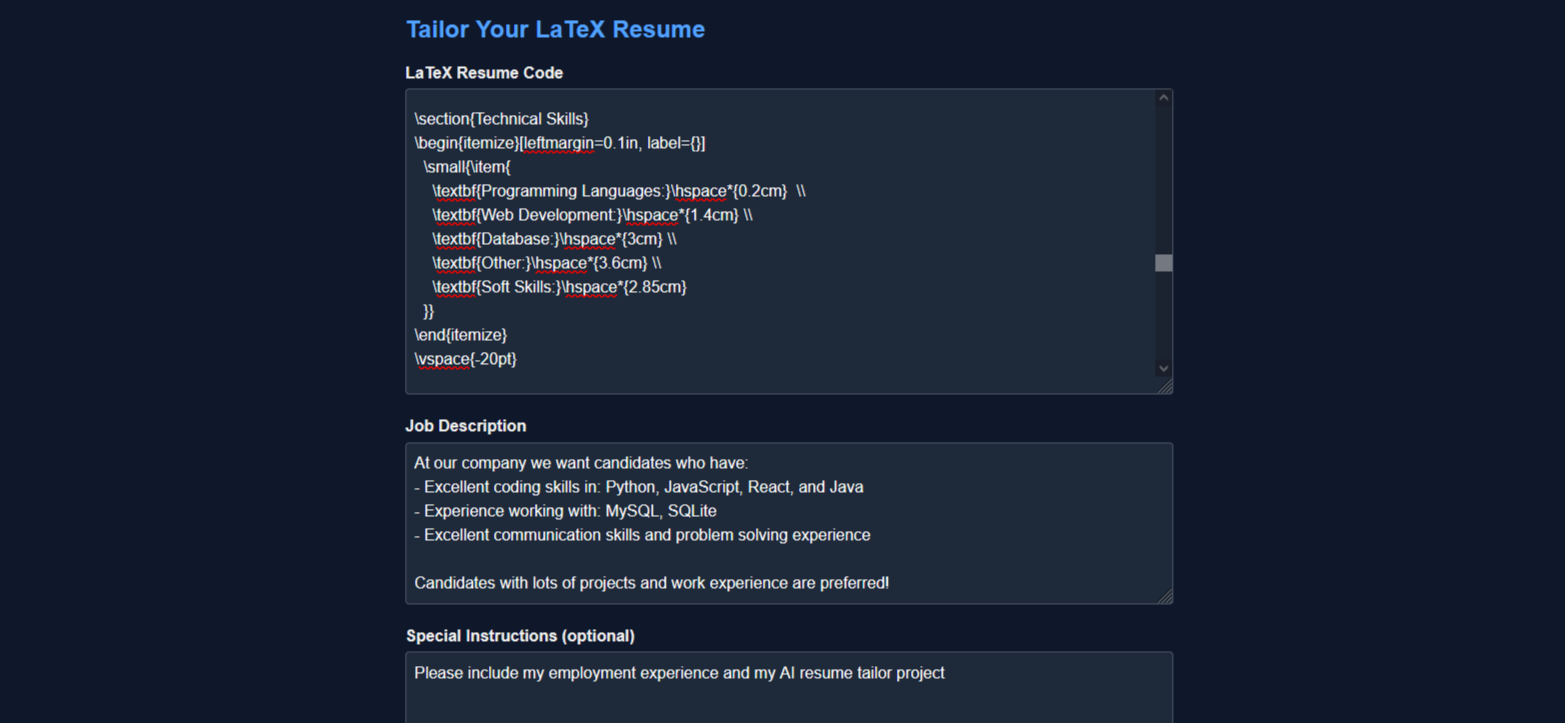 Tailor Your LaTeX Resume
LaTeX Resume Code
\section{Technical Skills}
\begin{itemize}[leftmargin=0.1in, label={}]
\small{\item{
\textbf{Programming Languages:}\hspace*{0.2cm}  \\
\textbf{Web Development:}\hspace*{1.4cm} \\
\textbf{Database:}\hspace*{3cm} \\
\textbf{Other:}\hspace*{3.6cm} \\
\textbf{Soft Skills:}\hspace*{2.85cm}
}}
\end{itemize}
\vspace{-20pt}
Job Description
At our company we want candidates who have:
- Excellent coding skills in: Python, JavaScript, React, and Java
- Experience working with: MySQL, SQLite
- Excellent communication skills and problem solving experience
Candidates with lots of projects and work experience are preferred!
Special Instructions (optional)
Please include my employment experience and my AI resume tailor project